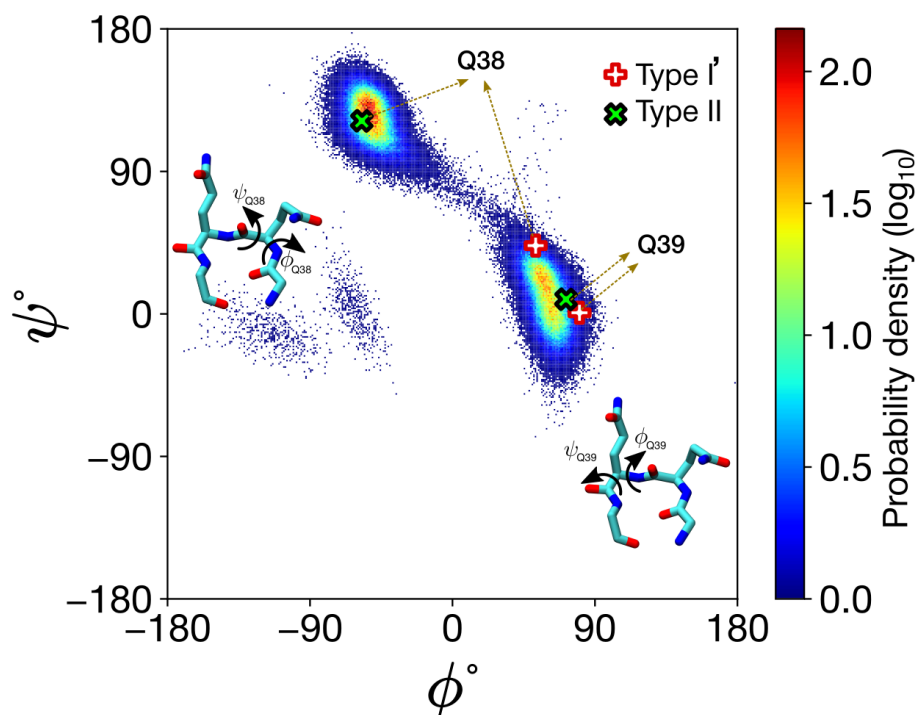 180
90
0
−90
−180
ψ°
−180
−90
0
90
180
ϕ°
Q38
Type I'
Type II
Q39
ψQ38
ϕQ38
ψQ39
ϕQ39
2.0
1.5
1.0
0.5
0.0
Probability density (log10)